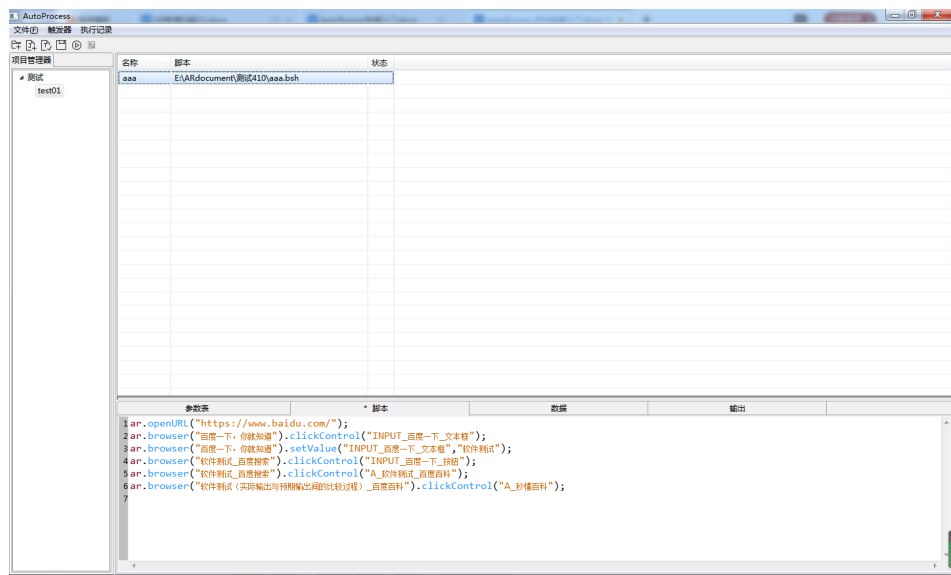 AutoProcess
文件(F) 触发器 执行记录
项目管理器
测试
test01
名称 脚本 状态
aaa E:\ARdocument\测试410\aaa.bsh
参数表 * 脚本 数据 输出
1 ar.openURL("https://www.baidu.com/");
2 ar.browser("百度一下,你就知道").clickControl("INPUT_百度一下_文本框");
3 ar.browser("百度一下,你就知道").setValue("INPUT_百度一下_文本框","软件测试");
4 ar.browser("软件测试_百度搜索").clickControl("INPUT_百度一下_按钮");
5 ar.browser("软件测试_百度搜索").clickControl("A_软件测试_百度百科");
6 ar.browser("软件测试(实际输出与预期输出间的比较过程)_百度百科").clickControl("A_秒懂百科");
7